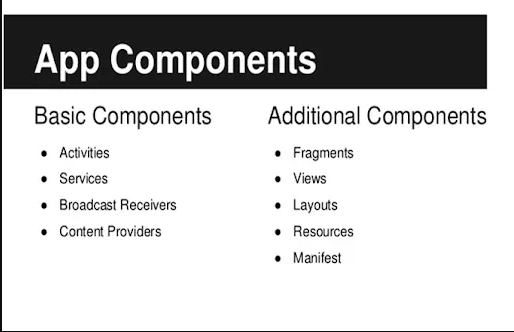 App Components
Basic Components
• Activities
• Services
• Broadcast Receivers
• Content Providers
Additional Components
• Fragments
• Views
• Layouts
• Resources
• Manifest